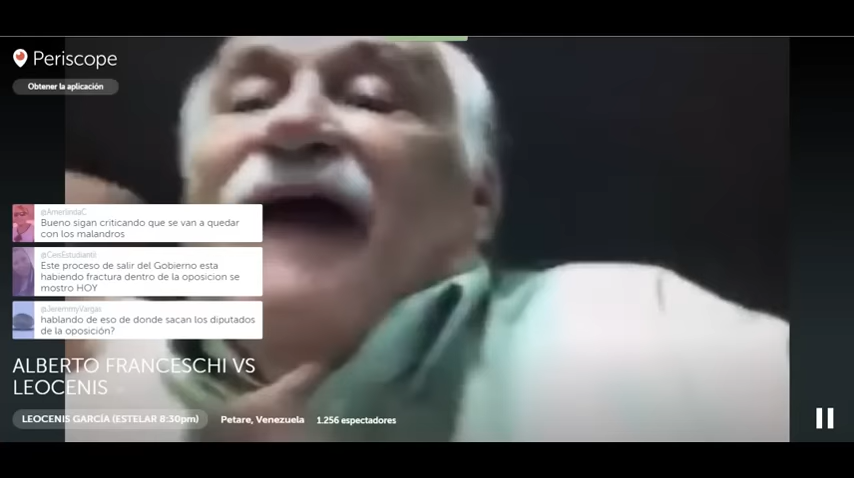 Periscope
Obtener la aplicación
@AmerlindaC
Bueno sigan criticando que se van a quedar
con los malandros
@CestEstudiantil
Este proceso de salir del Gobierno esta
habiendo fractura dentro de la oposicion se
mostro HOY
@JeremmyVargas
hablando de eso de donde sacan los diputados
de la oposición?
ALBERTO FRANCESCHI VS
LEOCENIS
LEOCENIS GARCÍA (ESTELAR 8:30pm)
Petare, Venezuela
1.256 espectadores